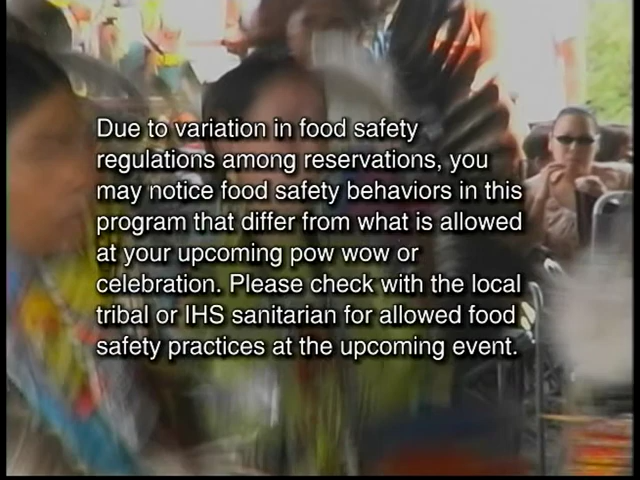 Due to variation in food safety
regulations among reservations, you
may notice food safety behaviors in this
program that differ from what is allowed
at your upcoming pow wow or
celebration. Please check with the local
tribal or IHS sanitarian for allowed food
safety practices at the upcoming event.